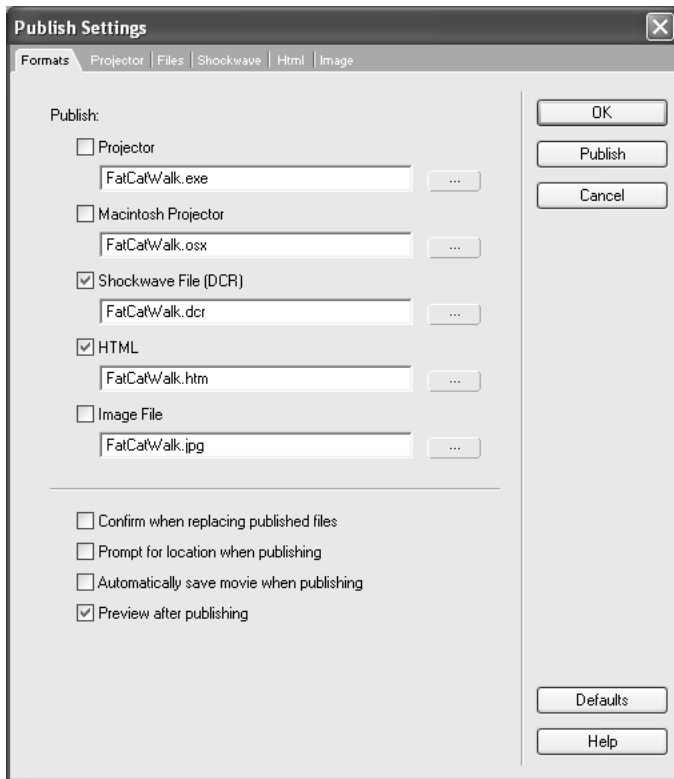 Publish Settings
Formats Projector Files Shockwave Html Image
Publish:
Projector
FatCatWalk.exe
...
Macintosh Projector
FatCatWalk.osx
...
Shockwave File (DCR)
FatCatWalk.dcr
...
HTML
FatCatWalk.htm
...
Image File
FatCatWalk.jpg
...
Confirm when replacing published files
Prompt for location when publishing
Automatically save movie when publishing
Preview after publishing
OK
Publish
Cancel
Defaults
Help